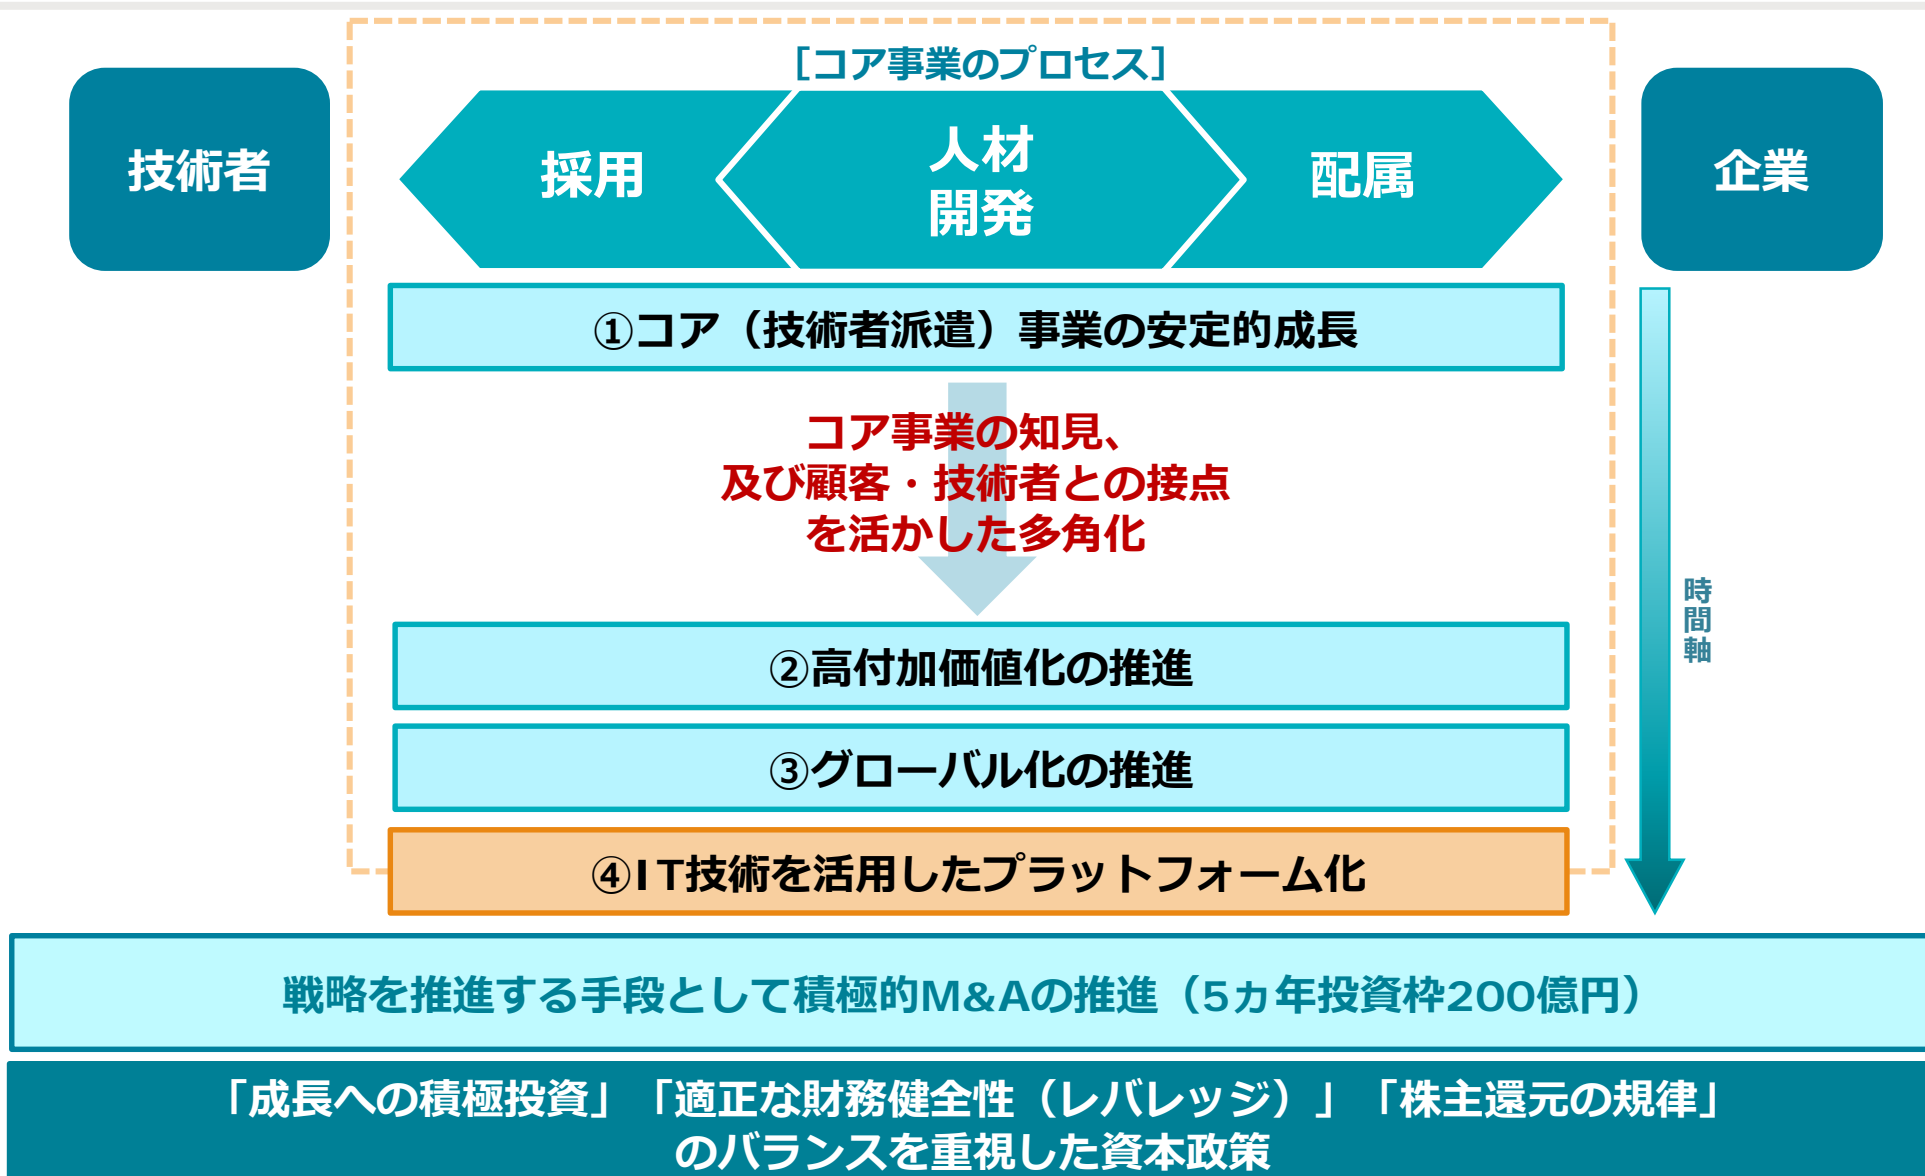 ［コア事業のプロセス］
技術者
採用
人材
開発
配属
企業
①コア（技術者派遣）事業の安定的成長
コア事業の知見、
及び顧客・技術者との接点
を活かした多角化
時間軸
②高付加価値化の推進
③グローバル化の推進
④IT技術を活用したプラットフォーム化
戦略を推進する手段として積極的M&Aの推進（5ヵ年投資枠200億円）
「成長への積極投資」「適正な財務健全性（レバレッジ）」「株主還元の規律」
のバランスを重視した資本政策